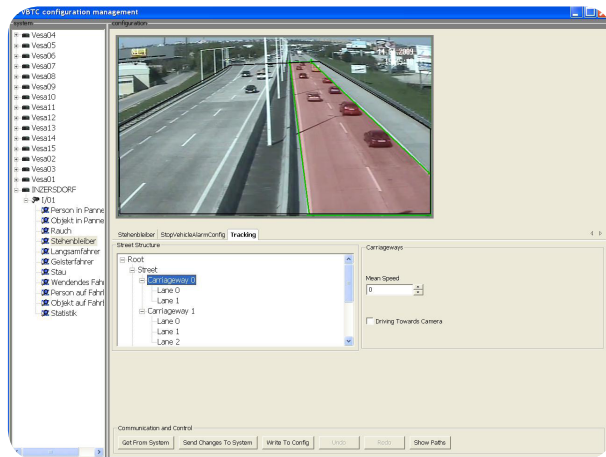 VBTC configuration management
system
configuration
Vesa04
Vesa05
Vesa06
Vesa07
Vesa08
Vesa09
Vesa10
Vesa11
Vesa12
Vesa13
Vesa14
Vesa15
Vesa02
Vesa03
Vesa01
INZERSDORF
I/01
Person in Panne
Objekt in Panne
Rauch
Stehenbleiber
Langsamfahrer
Geisterfahrer
Stau
Wendendes Fah
Person auf Fahrl
Objekt auf Fahrl
Statistik
Stehenbleiber StopVehicleAlarmConfig Tracking
Street Structure
Root
Street
Carriageway 0
Lane 0
Lane 1
Carriageway 1
Lane 0
Lane 1
Lane 2
Carriageways
Mean Speed
0
Driving Towards Camera
Communication and Control
Get From System Send Changes To System Write To Config Undo Redo Show Paths